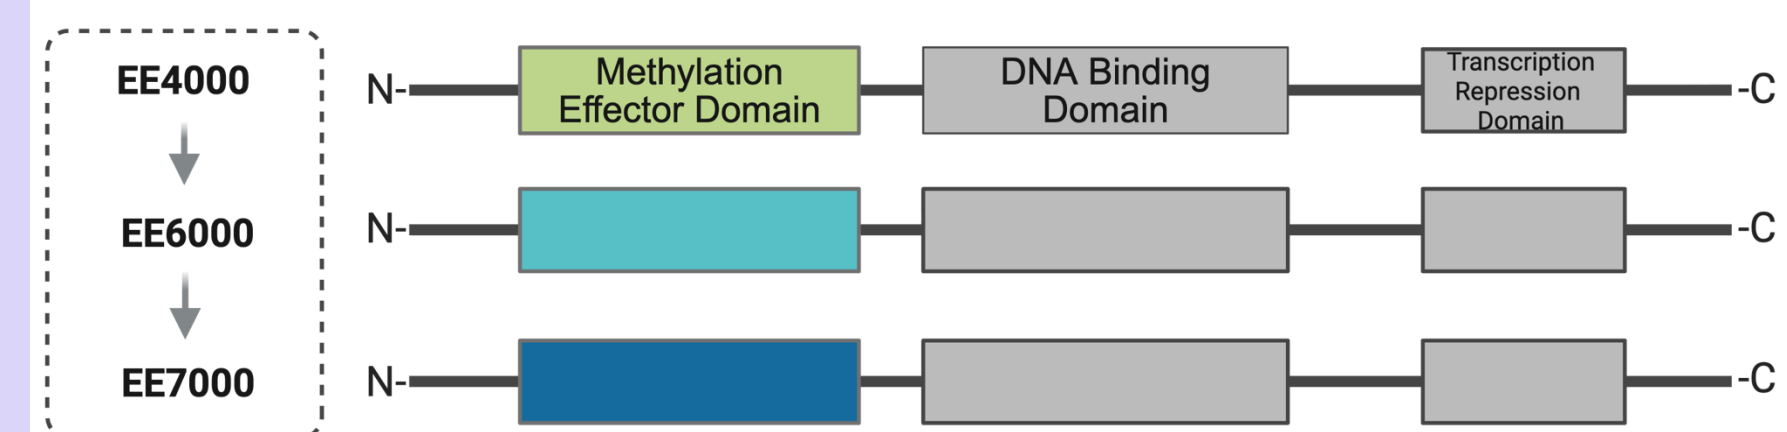 EE4000
N-
Methylation
Effector Domain
DNA Binding
Domain
Transcription
Repression
Domain
-C
EE6000
N-
-C
EE7000
N-
-C